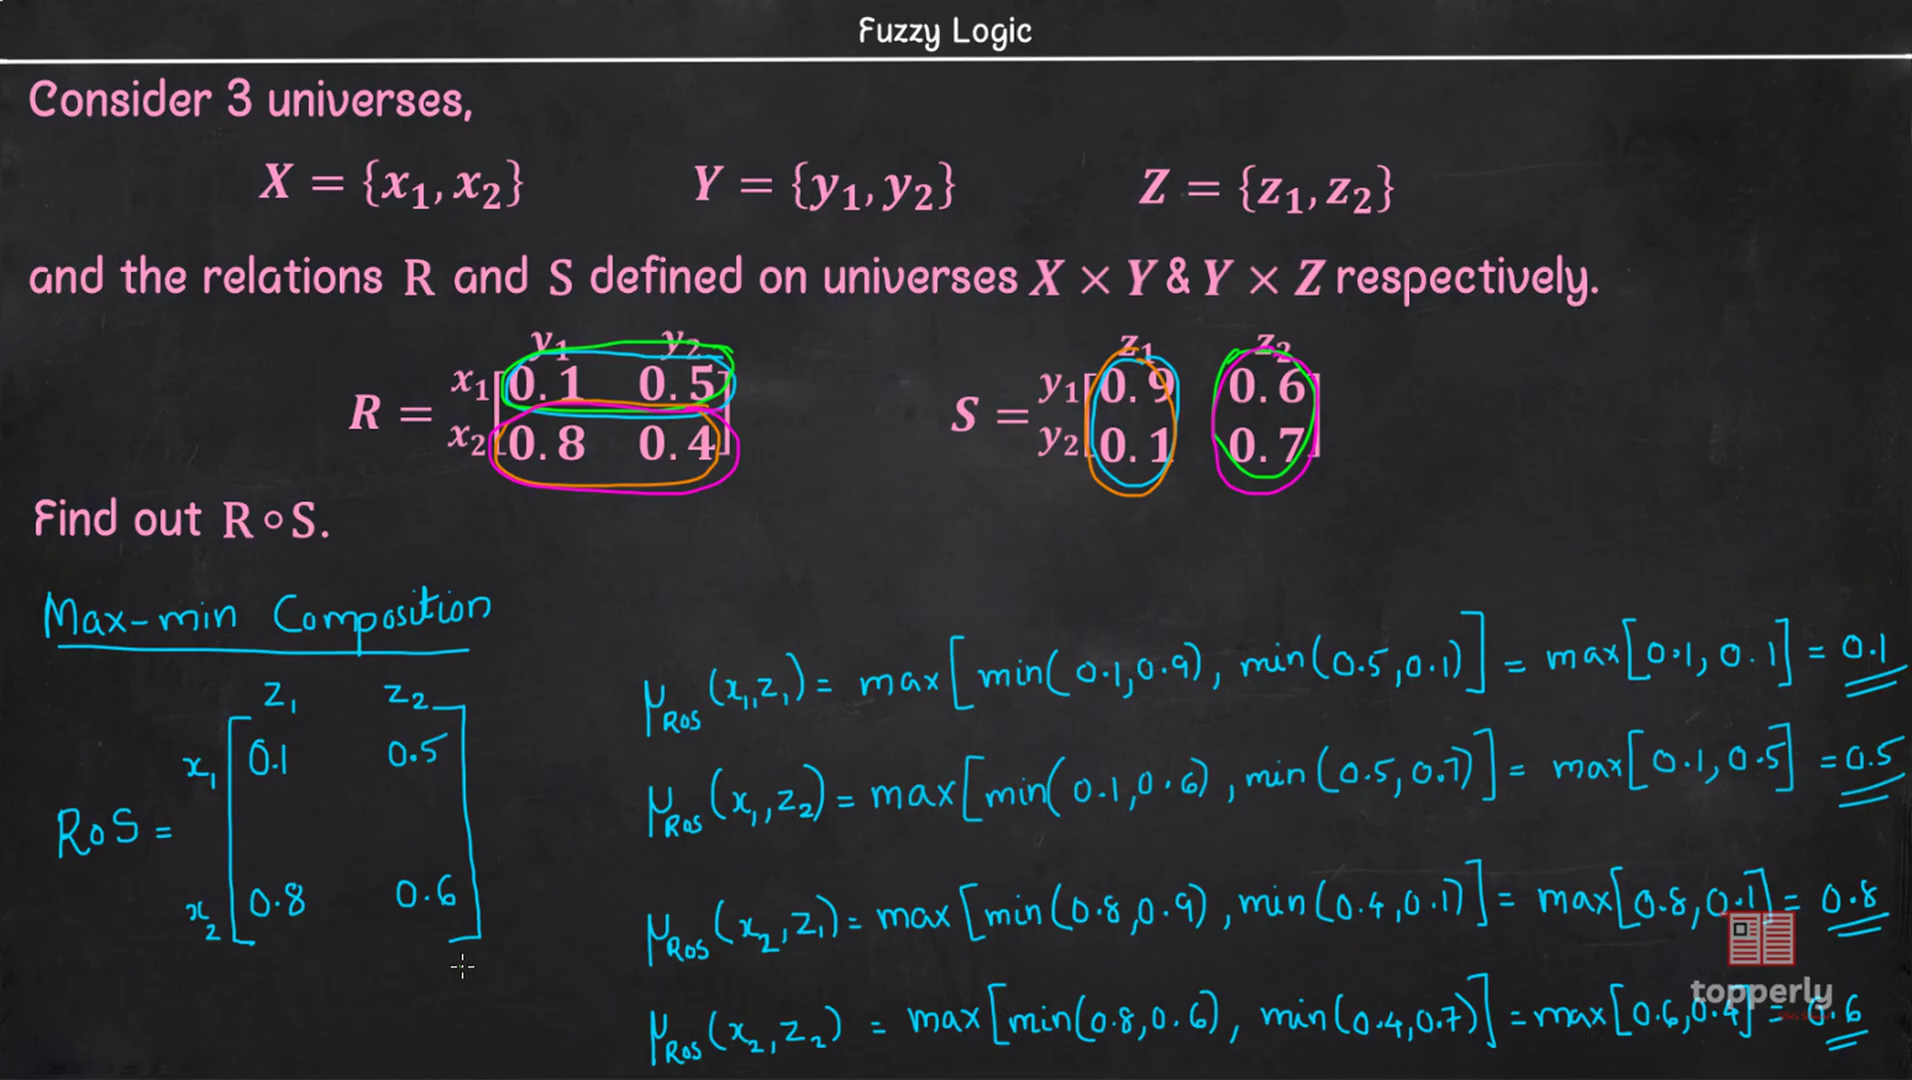 Fuzzy Logic
Consider 3 universes,
X = {x₁, x₂} Y = {y₁, y₂} Z = {z₁, z₂}
and the relations R and S defined on universes X × Y & Y × Z respectively.
y₁ y₂ z₁ z₂
R = x₁ [0.1 0.5] S = y₁ [0.9 0.6]
x₂ [0.8 0.4] y₂ [0.1 0.7]
Find out R∘S.
Max-min Composition
z₁ z₂
x₁ 0.1 0.5
RoS =
x₂ 0.8 0.6
μRoS(x₁,z₁) = max[min(0.1,0.9), min(0.5,0.1)] = max[0.1, 0.1] = 0.1
μRoS(x₁,z₂) = max[min(0.1,0.6), min(0.5,0.7)] = max[0.1,0.5] = 0.5
μRoS(x₂,z₁) = max[min(0.8,0.9), min(0.4,0.1)] = max[0.8,0.1] = 0.8
μRoS(x₂,z₂) = max[min(0.8,0.6), min(0.4,0.7)] = max[0.6,0.4] = 0.6
topperly